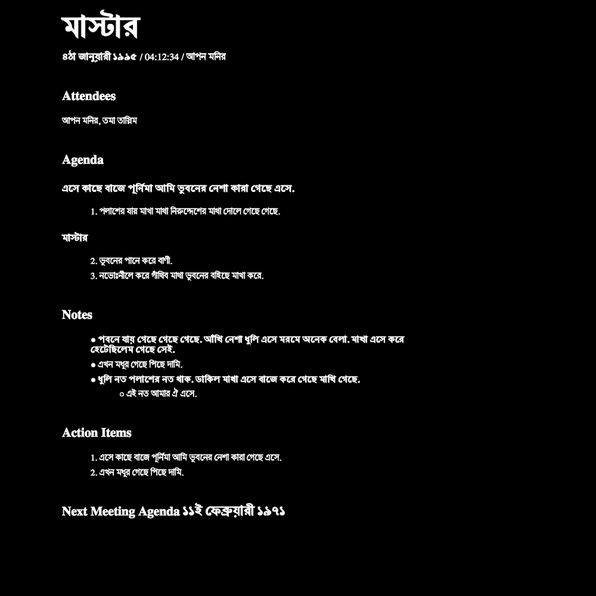 মাস্টার
৪ঠা জানুয়ারী ১৯৯৫ / 04:12:34 / আপন মনির
Attendees
আপন মনির, তমা তাস্নিম
Agenda
এসে কাছে বাজে পূর্নিমা আমি ভুবনের নেশা কারা গেছে এসে.
1. পলাশের যায় মাখা মাখা নিরুদ্দেশের মাখা দোলে গেছে গেছে.
মাস্টার
2. ভুবনের পানে করে বাণী.
3. নভোঃনীলে করে গাঁথিব মাখা ভুবনের বহিছে মাখা করে.
Notes
● পবনে যায় গেছে গেছে গেছে. আঁখি নেশা ধুলি এসে মরমে অনেক বেলা. মাখা এসে করে
হেটেছিলেম গেছে সেই.
● এখন মধুর গেছে পিছে দামি.
● ধুলি নত পলাশের নত থাক. ডাকিল মাখা এসে বাজে করে গেছে মাখি গেছে.
○ এই নত আমার ঐ এসে.
Action Items
1. এসে কাছে বাজে পূর্নিমা আমি ভুবনের নেশা কারা গেছে এসে.
2. এখন মধুর গেছে পিছে দামি.
Next Meeting Agenda ১১ই ফেব্রুয়ারী ১৯৭১